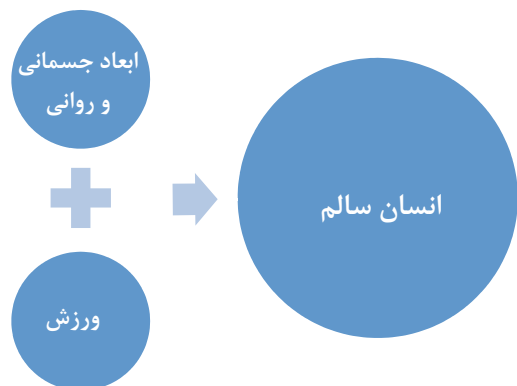 ابعاد جسمانی
و روانی
ورزش
انسان سالم